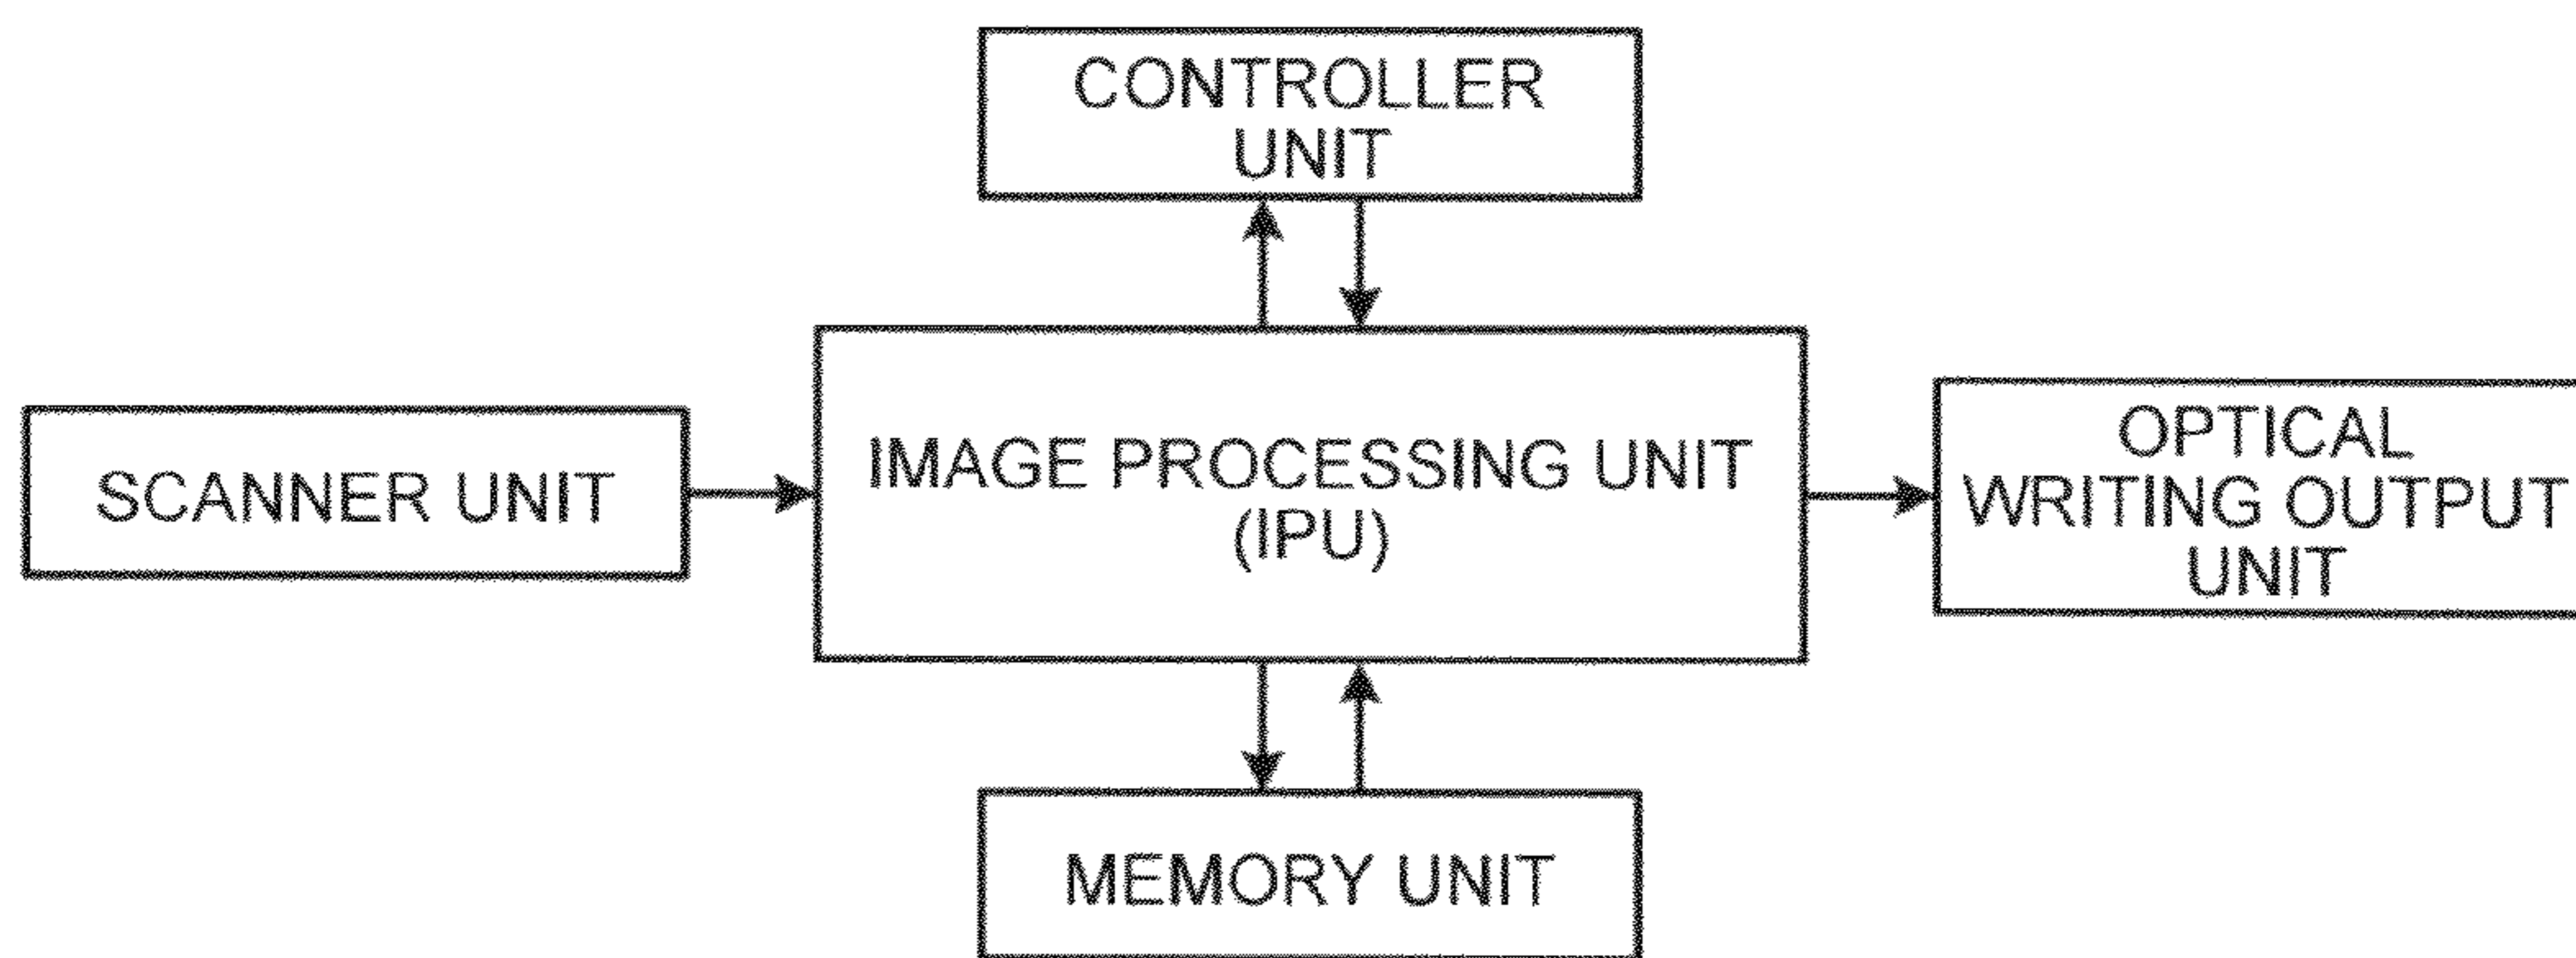 CONTROLLER
UNIT
SCANNER UNIT
IMAGE PROCESSING UNIT
(IPU)
OPTICAL
WRITING OUTPUT
UNIT
MEMORY UNIT